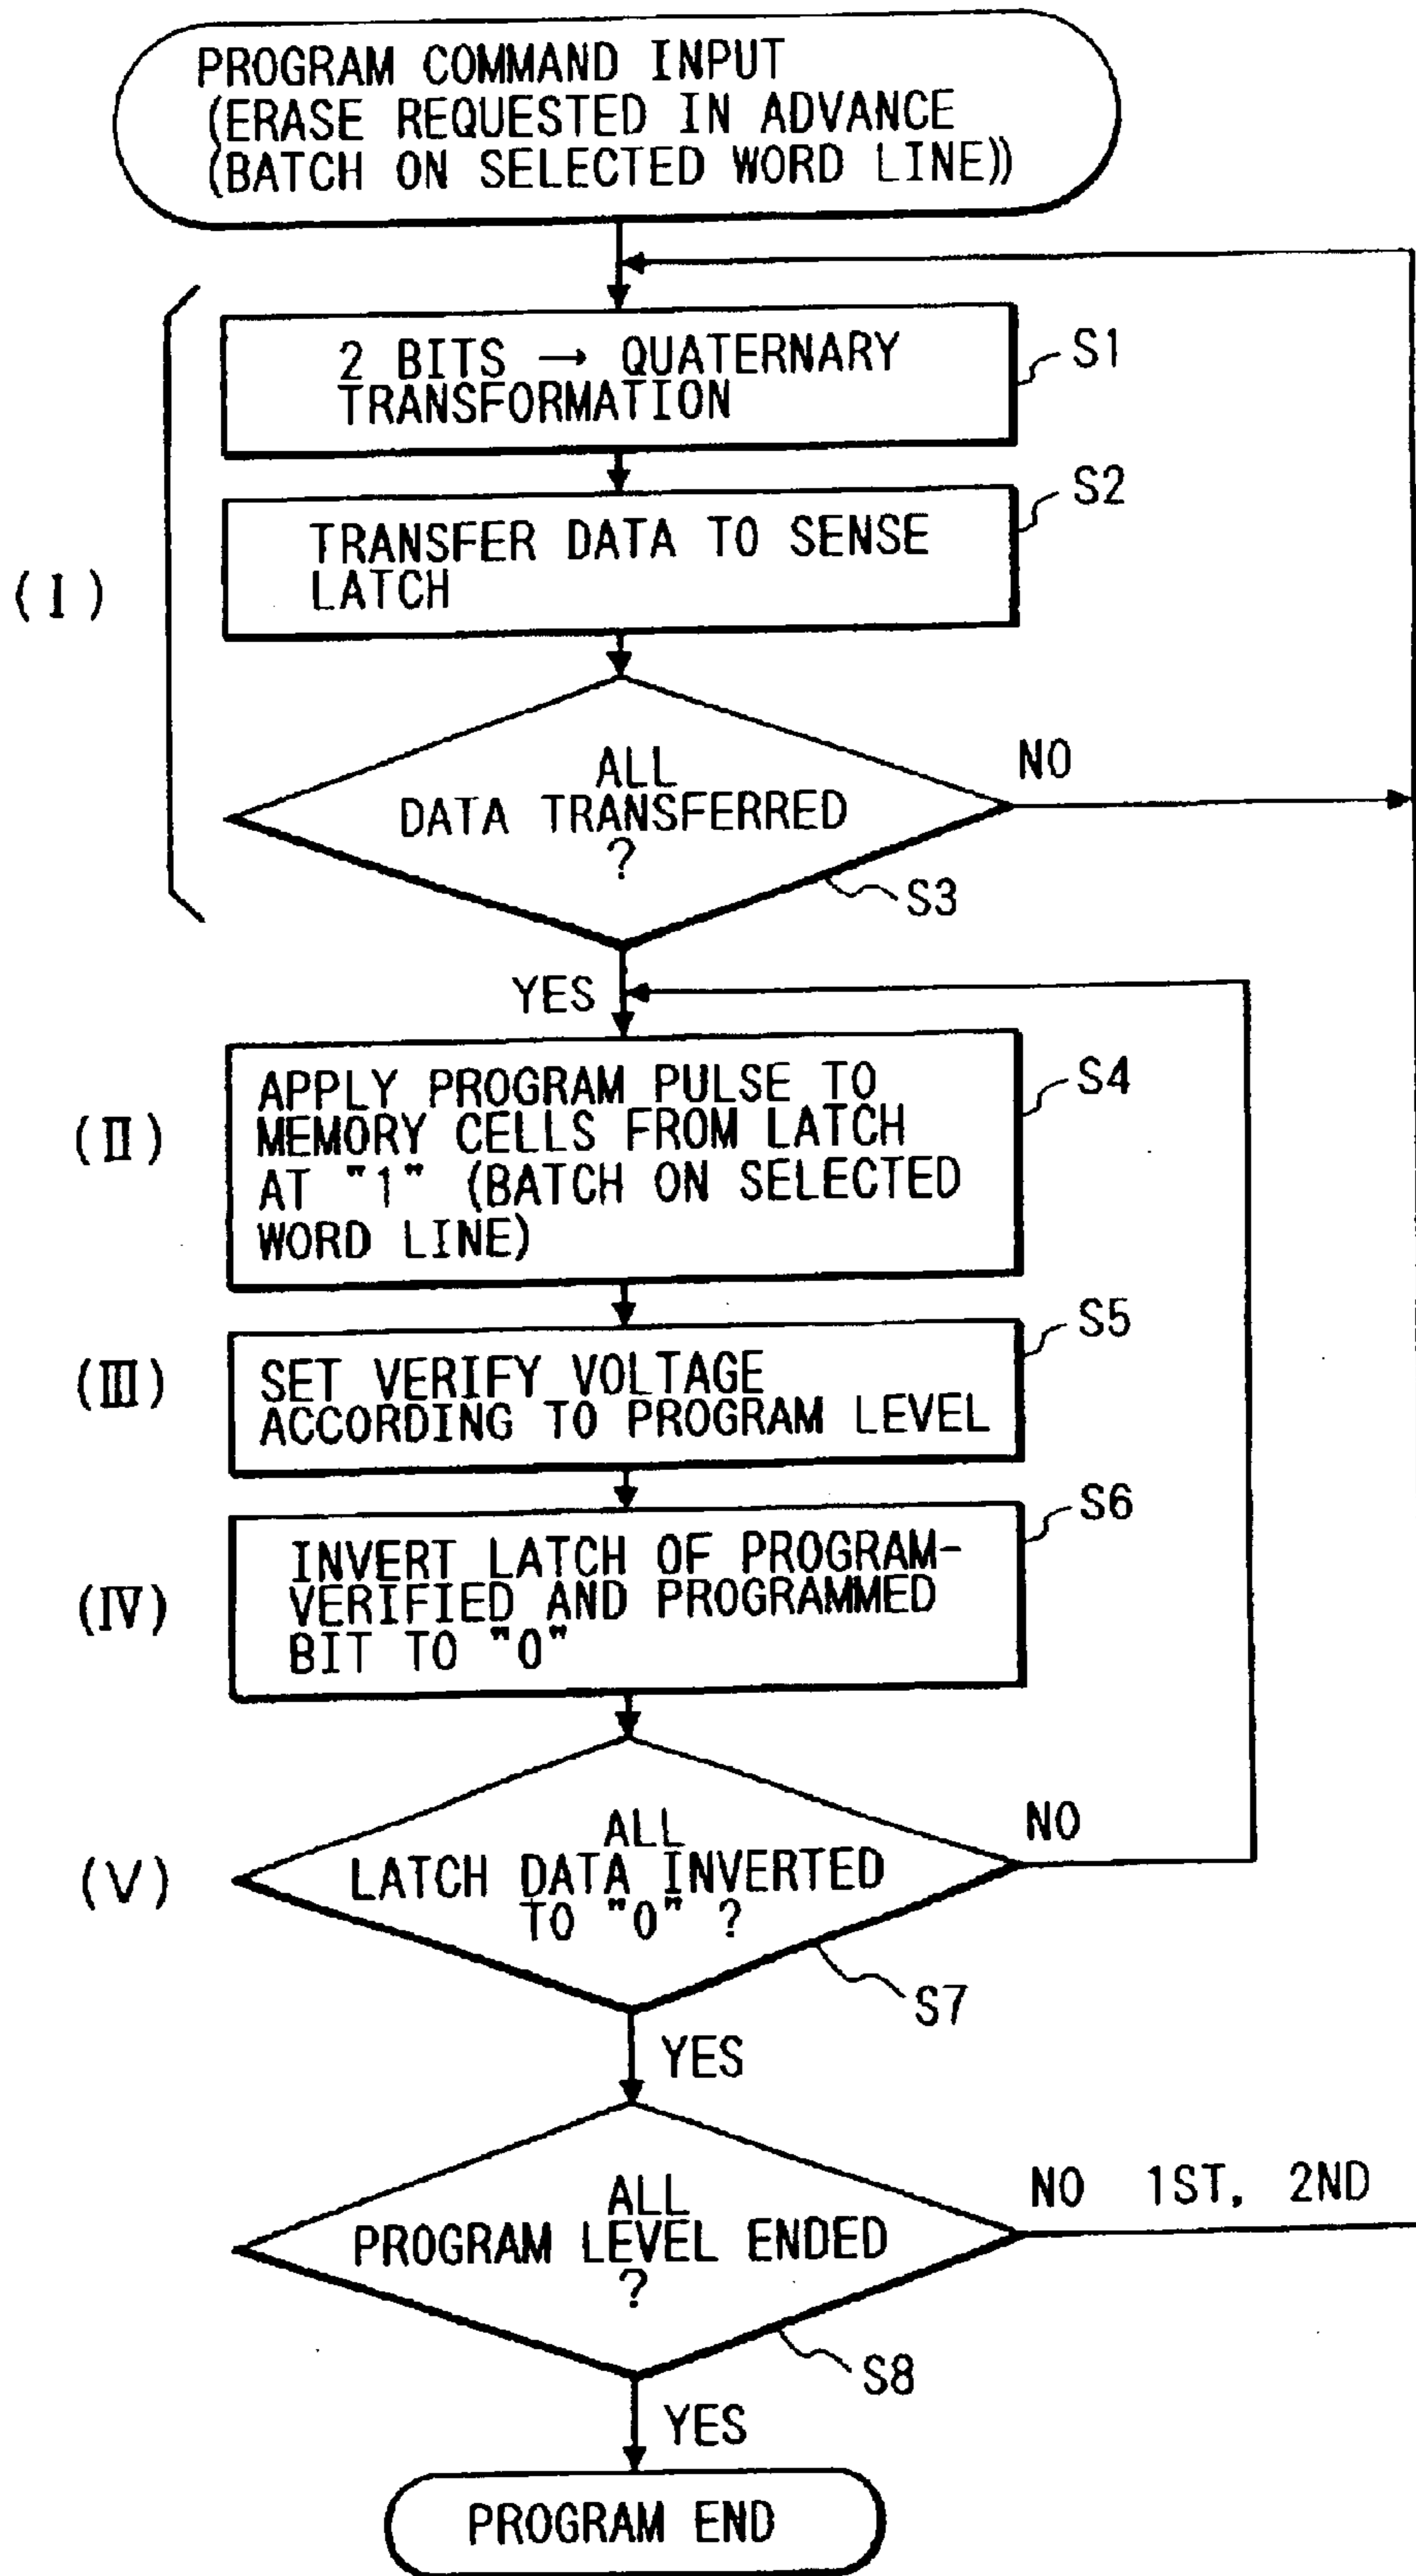 PROGRAM COMMAND INPUT
(ERASE REQUESTED IN ADVANCE
(BATCH ON SELECTED WORD LINE))
(I)
2 BITS → QUATERNARY
TRANSFORMATION
S1
TRANSFER DATA TO SENSE
LATCH
S2
ALL
DATA TRANSFERRED
?
NO
S3
YES
(II)
APPLY PROGRAM PULSE TO
MEMORY CELLS FROM LATCH
AT "1" (BATCH ON SELECTED
WORD LINE)
S4
(III)
SET VERIFY VOLTAGE
ACCORDING TO PROGRAM LEVEL
S5
(IV)
INVERT LATCH OF PROGRAM-
VERIFIED AND PROGRAMMED
BIT TO "0"
S6
(V)
ALL
LATCH DATA INVERTED
TO "0" ?
NO
S7
YES
ALL
PROGRAM LEVEL ENDED
?
NO 1ST, 2ND
S8
YES
PROGRAM END